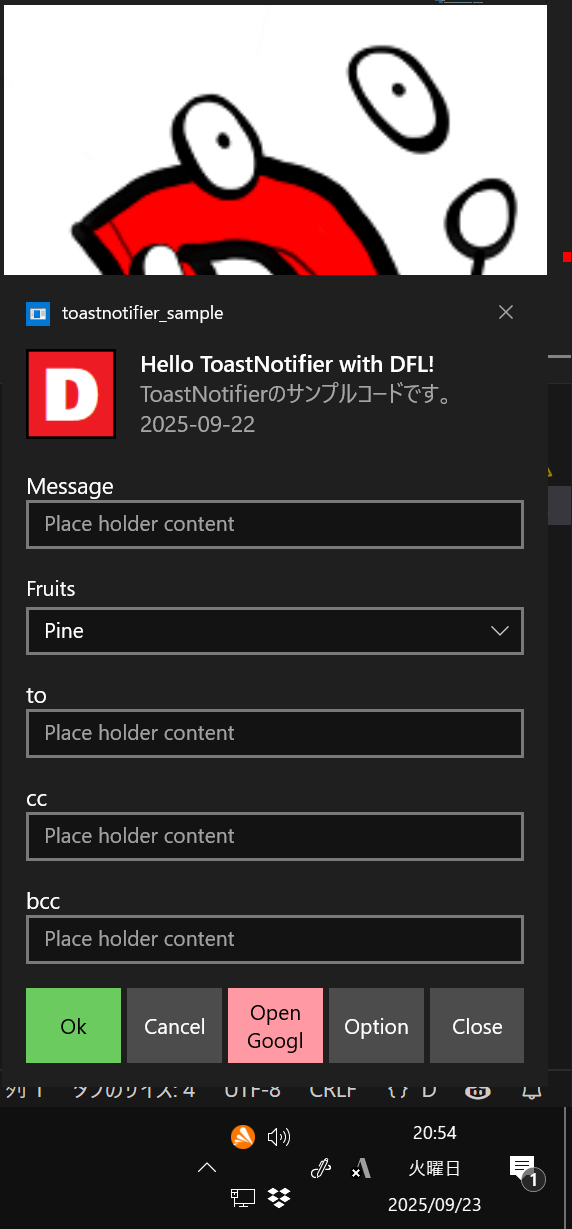 toastnotifier_sample
D
Hello ToastNotifier with DFL!
ToastNotifierのサンプルコードです。
2025-09-22
Message
Place holder content
Fruits
Pine
to
Place holder content
cc
Place holder content
bcc
Place holder content
Ok
Cancel
Open
Googl
Option
Close
列 1 タブのサイズ: 4 UTF-8 CRLF {} D
20:54
A
火曜日
1
2025/09/23